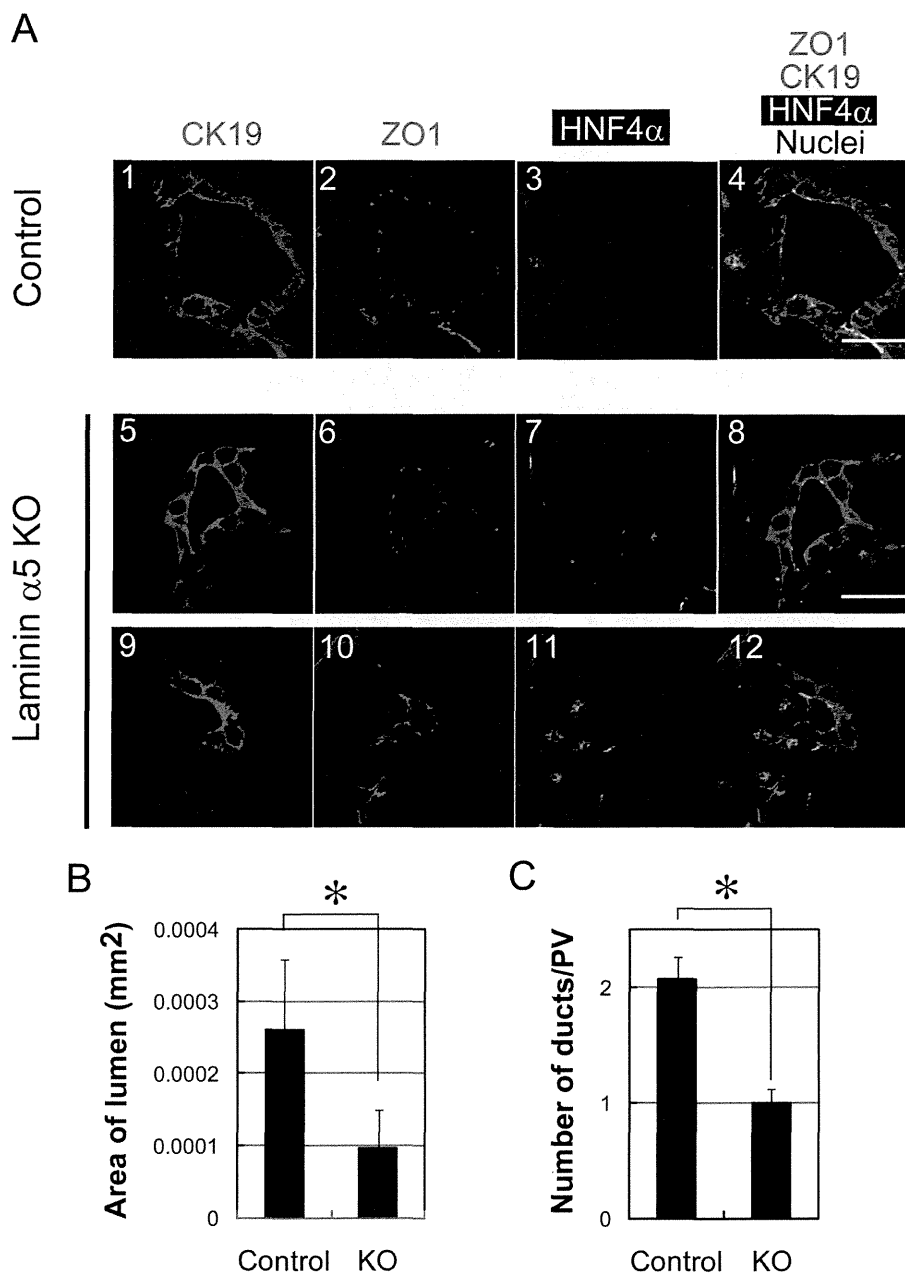 A
ZO1
CK19
HNF4α
Nuclei
CK19 ZO1 HNF4α
Control
1 2 3 4
Laminin α5 KO
5 6 7 8
9 10 11 12
B
*
Area of lumen (mm²)
0.0004
0.0003
0.0002
0.0001
0
Control KO
C
*
Number of ducts/PV
2
1
0
Control KO